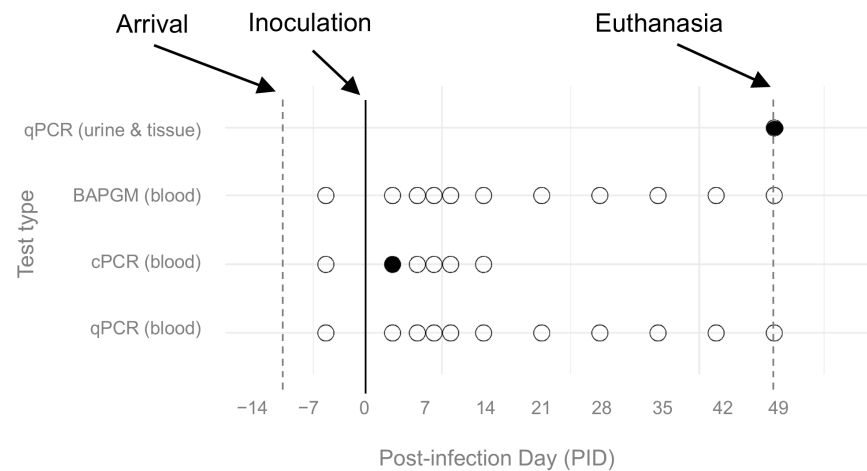 Arrival
Inoculation
Euthanasia
qPCR (urine & tissue)
BAPGM (blood)
cPCR (blood)
qPCR (blood)
Test type
−14 −7 0 7 14 21 28 35 42 49
Post-infection Day (PID)